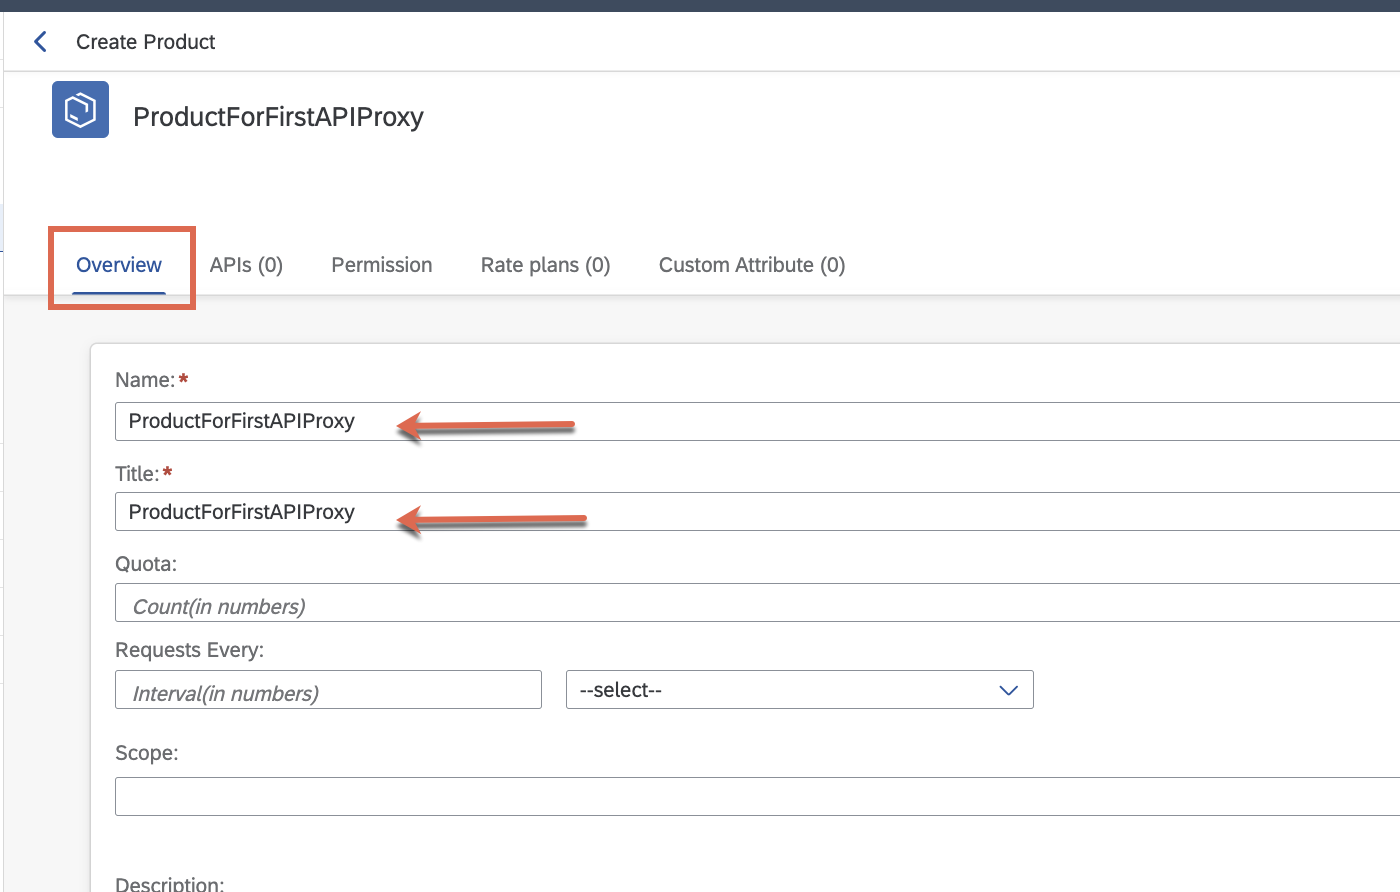 Create Product
ProductForFirstAPIProxy
Overview APIs (0) Permission Rate plans (0) Custom Attribute (0)
Name:*
ProductForFirstAPIProxy
Title:*
ProductForFirstAPIProxy
Quota:
Count(in numbers)
Requests Every:
Interval(in numbers) --select--
Scope:
Description: